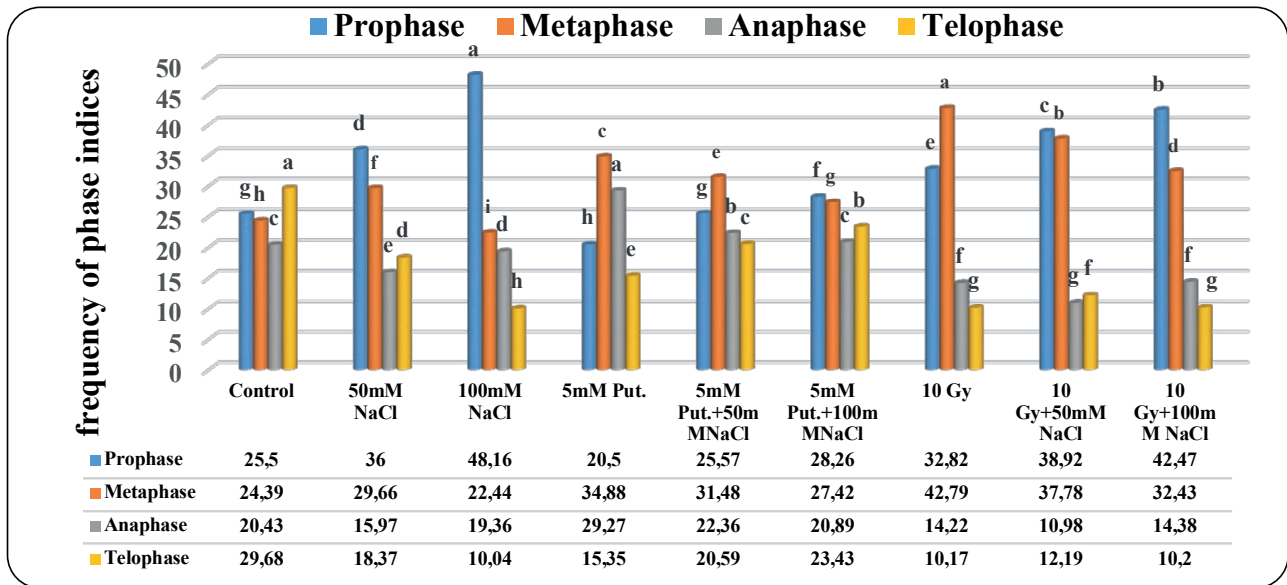 Prophase Metaphase Anaphase Telophase
frequency of phase indices
50
45
40
35
30
25
20
15
10
5
0
g h c a
d f e d
a i d h
h c a e
g e b c
f g c b
e a f g
c b g f
b d f g
Control 50mM NaCl 100mM NaCl 5mM Put. 5mM Put.+50m MNaCl 5mM Put.+100m MNaCl 10 Gy 10 Gy+50mM NaCl 10 Gy+100m M NaCl
Prophase 25,5 36 48,16 20,5 25,57 28,26 32,82 38,92 42,47
Metaphase 24,39 29,66 22,44 34,88 31,48 27,42 42,79 37,78 32,43
Anaphase 20,43 15,97 19,36 29,27 22,36 20,89 14,22 10,98 14,38
Telophase 29,68 18,37 10,04 15,35 20,59 23,43 10,17 12,19 10,2